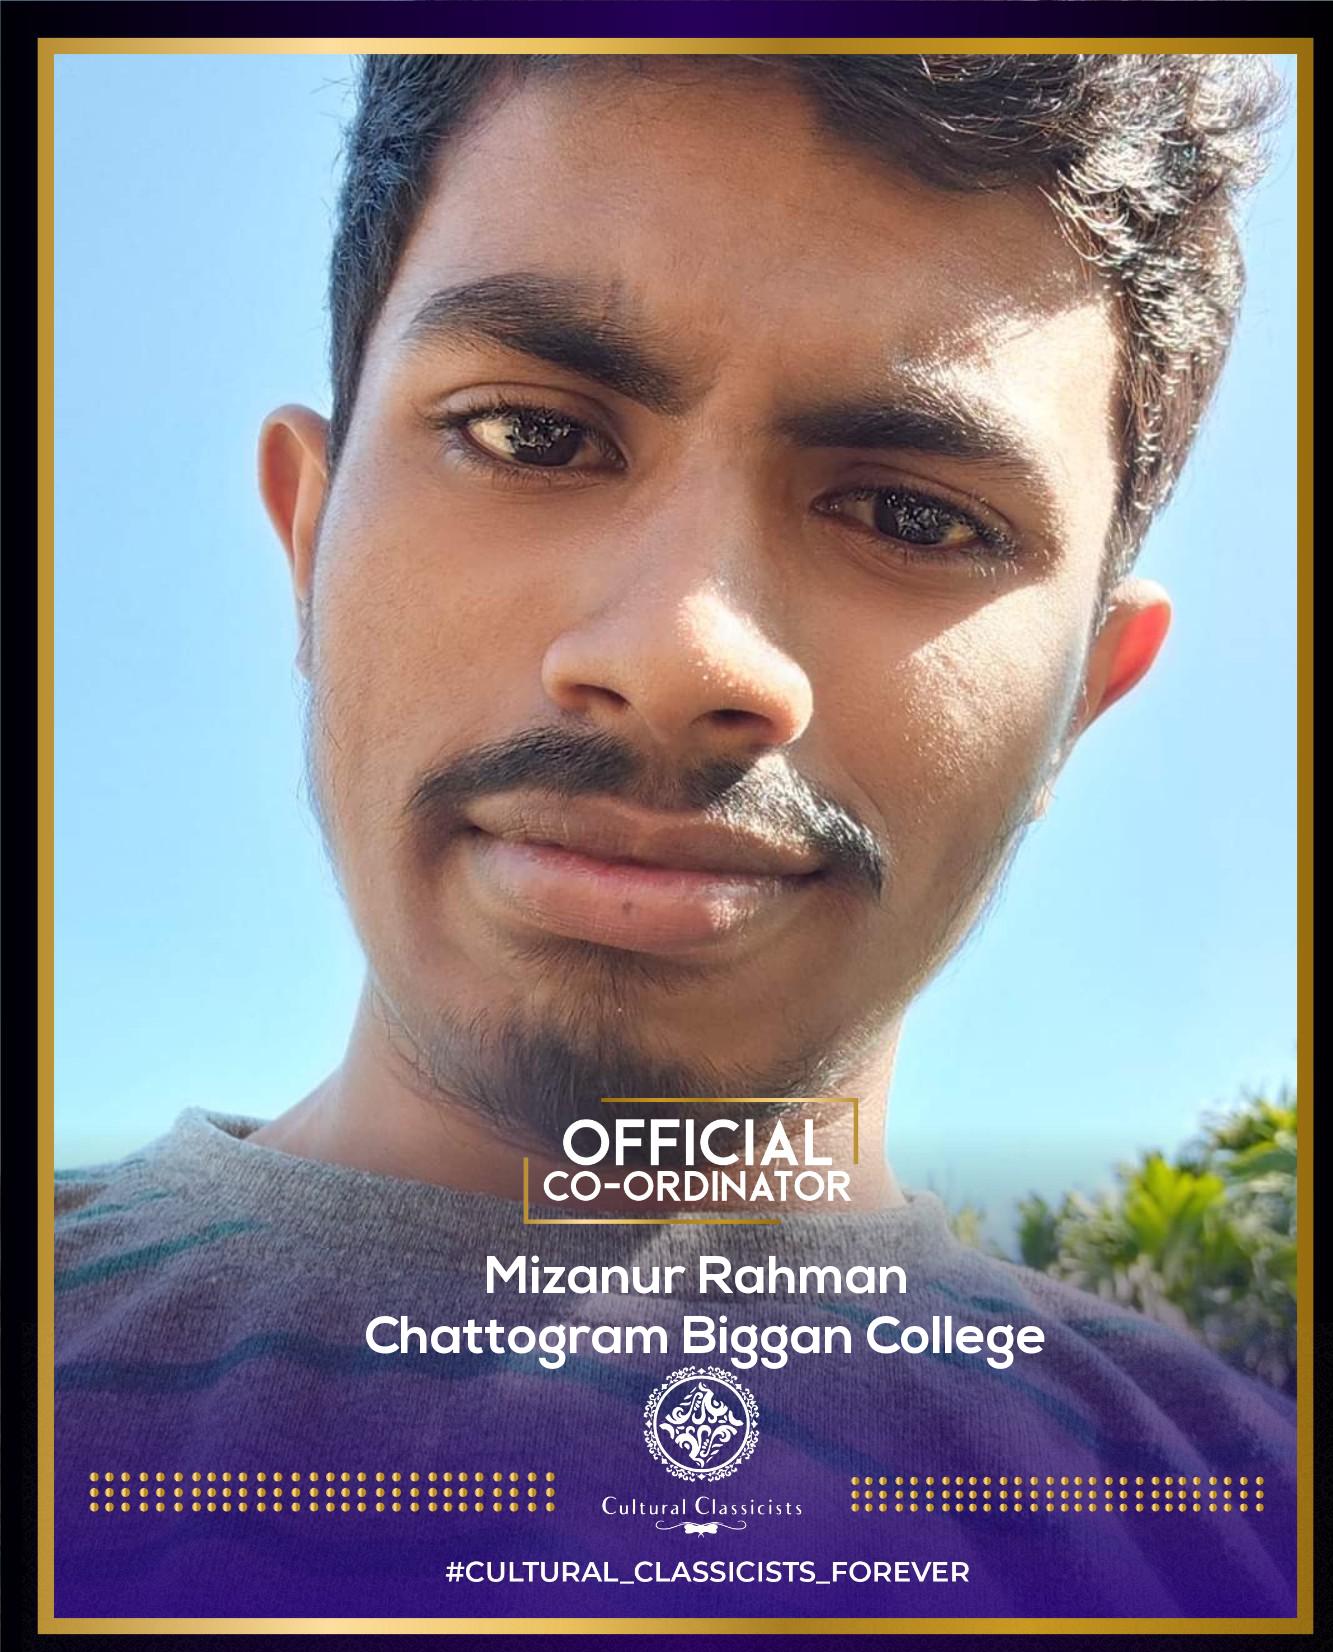 OFFICIAL
CO-ORDINATOR
Mizanur Rahman
Chattogram Biggan College
Cultural Classicists
#CULTURAL_CLASSICISTS_FOREVER